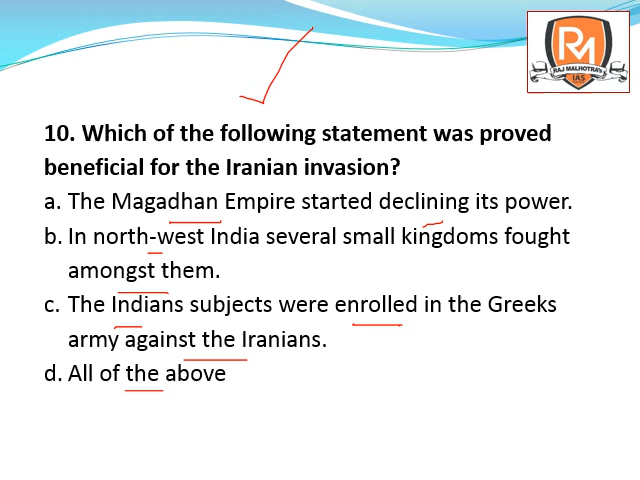 RM
RAJ MALHOTRA'S
IAS
10. Which of the following statement was proved
beneficial for the Iranian invasion?
a. The Magadhan Empire started declining its power.
b. In north-west India several small kingdoms fought
amongst them.
c. The Indians subjects were enrolled in the Greeks
army against the Iranians.
d. All of the above